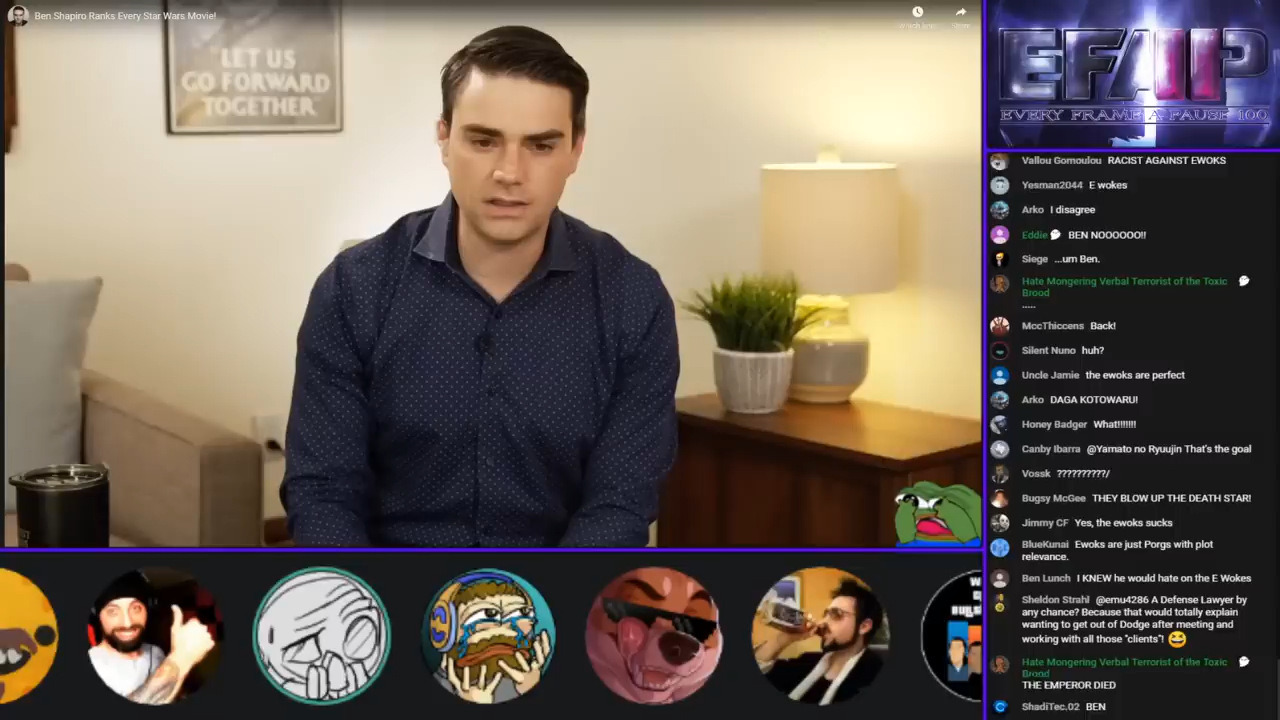 Ben Shapiro Ranks Every Star Wars Movie!
LET US
GO FORWARD
TOGETHER
EFAP
EVERY FRAME A PAUSE 100
Vallou Gomoulou RACIST AGAINST EWOKS
Yesman2044 E wokes
Arko I disagree
Eddie BEN NOOOOOO!!
Siege ...um Ben.
Hate Mongering Verbal Terrorist of the Toxic
Brood
.....
MccThiccens Back!
Silent Nuno huh?
Uncle Jamie the ewoks are perfect
Arko DAGA KOTOWARU!
Honey Badger What!!!!!!!
Canby Ibarra @Yamato no Ryuujin That's the goal
Vossk ??????????/
Bugsy McGee THEY BLOW UP THE DEATH STAR!
Jimmy CF Yes, the ewoks sucks
BlueKunai Ewoks are just Porgs with plot
relevance.
Ben Lunch I KNEW he would hate on the E Wokes
Sheldon Strahl @emu4286 A Defense Lawyer by
any chance? Because that would totally explain
wanting to get out of Dodge after meeting and
working with all those "clients"! 😆
Hate Mongering Verbal Terrorist of the Toxic
Brood
THE EMPEROR DIED
ShadiTec.02 BEN